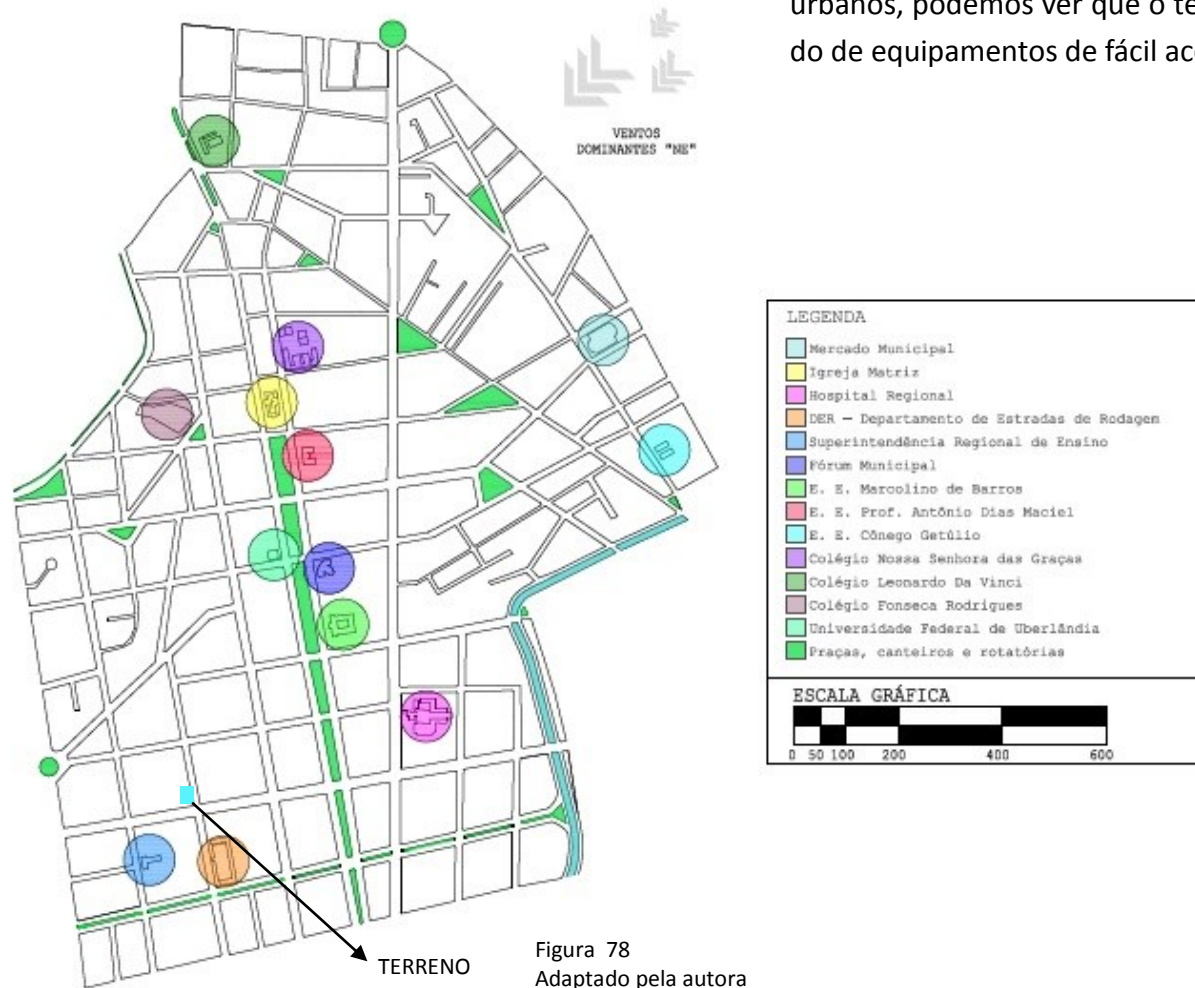 urbanos, podemos ver que o te
do de equipamentos de fácil ac
VENTOS
DOMINANTES "NE"
LEGENDA
Mercado Municipal
Igreja Matriz
Hospital Regional
DER — Departamento de Estradas de Rodagem
Superintendência Regional de Ensino
Fórum Municipal
E. E. Marcolino de Barros
E. E. Prof. Antônio Dias Maciel
E. E. Cônego Getúlio
Colégio Nossa Senhora das Graças
Colégio Leonardo Da Vinci
Colégio Fonseca Rodrigues
Universidade Federal de Uberlândia
Praças, canteiros e rotatórias
ESCALA GRÁFICA
0 50 100 200 400 600
TERRENO
Figura 78
Adaptado pela autora